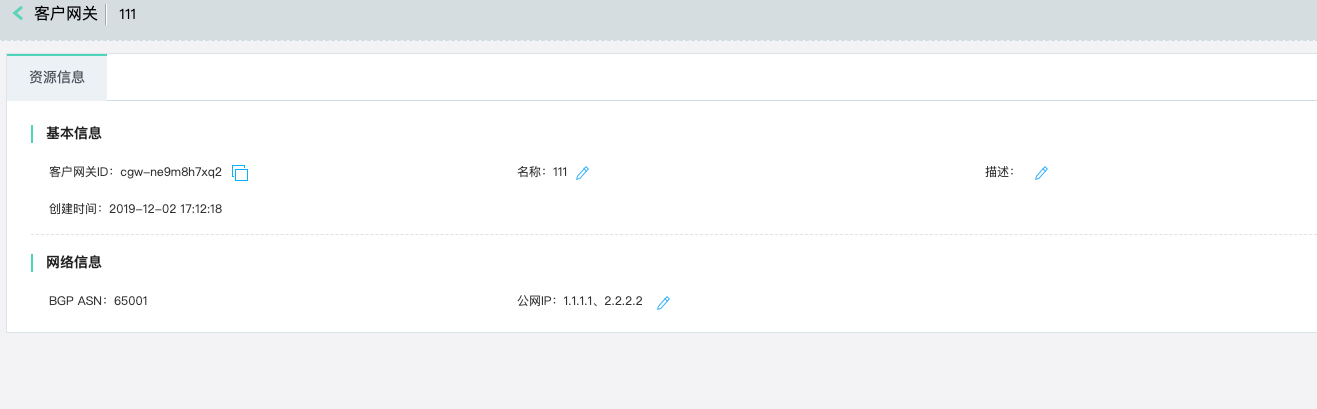 客户网关 111
资源信息
基本信息
客户网关ID：cgw-ne9m8h7xq2 名称：111 描述：
创建时间：2019-12-02 17:12:18
网络信息
BGP ASN：65001 公网IP：1.1.1.1、2.2.2.2